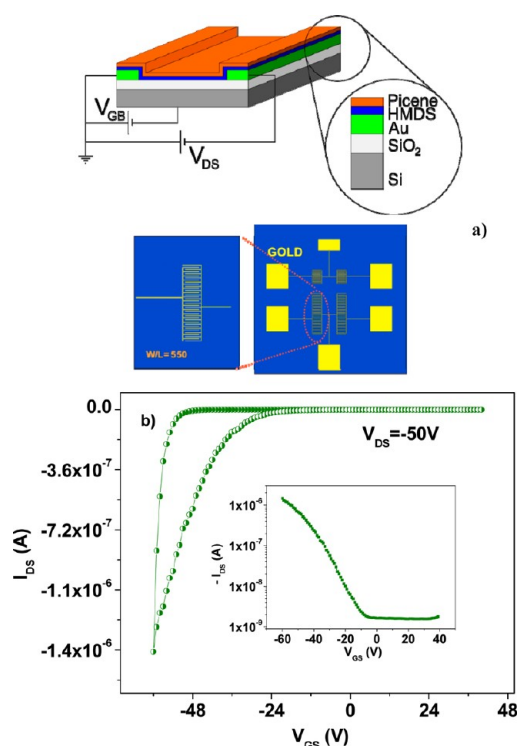 Picene
HMDS
Au
SiO₂
Si
V_GB
V_DS
a)
W/L= 550
GOLD
b)
V_DS=-50V
0.0
-3.6x10⁻⁷
-7.2x10⁻⁷
-1.1x10⁻⁶
-1.4x10⁻⁶
I_DS (A)
-48 -24 0 24 48
V_GS (V)
1x10⁻⁶
1x10⁻⁷
1x10⁻⁸
1x10⁻⁹
- I_DS (A)
-60 -40 -20 0 20 40
V_GS (V)